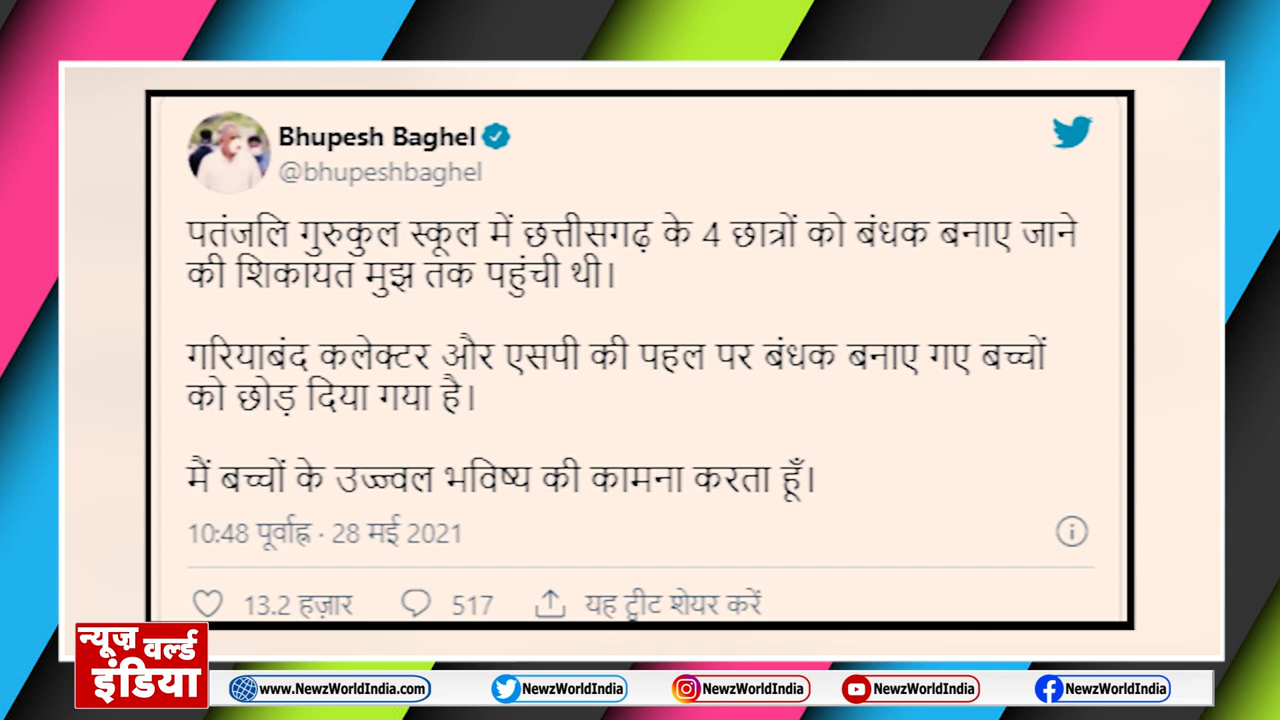 Bhupesh Baghel
@bhupeshbaghel
पतंजलि गुरुकुल स्कूल में छत्तीसगढ़ के 4 छात्रों को बंधक बनाए जाने
की शिकायत मुझ तक पहुंची थी।
गरियाबंद कलेक्टर और एसपी की पहल पर बंधक बनाए गए बच्चों
को छोड़ दिया गया है।
मैं बच्चों के उज्ज्वल भविष्य की कामना करता हूँ।
10:48 पूर्वाह्न · 28 मई 2021
13.2 हज़ार 517 यह ट्वीट शेयर करें
न्यूज़ वर्ल्ड
इंडिया
www.NewzWorldIndia.com NewzWorldIndia NewzWorldIndia NewzWorldIndia NewzWorldIndia